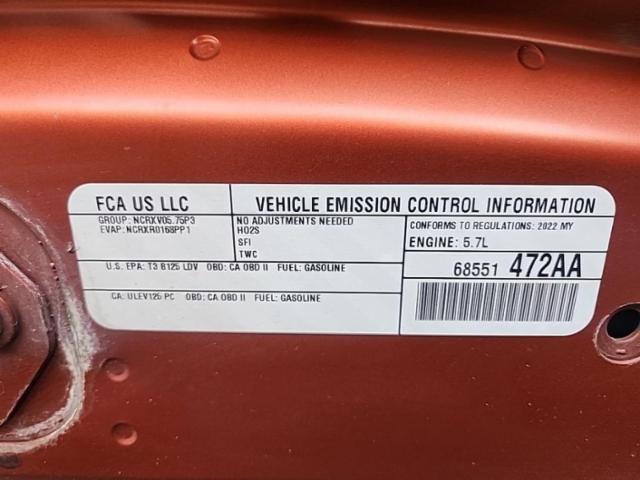 FCA US LLC
VEHICLE EMISSION CONTROL INFORMATION
GROUP: NCRXV05.75P3
EVAP: NCRXR0168PP1
NO ADJUSTMENTS NEEDED
HO2S
SFI
TWC
CONFORMS TO REGULATIONS: 2022 MY
ENGINE: 5.7L
U.S. EPA: T3 B125 LDV OBD: CA OBD II FUEL: GASOLINE
68551 472AA
CA: ULEV125 PC OBD: CA OBD II FUEL: GASOLINE